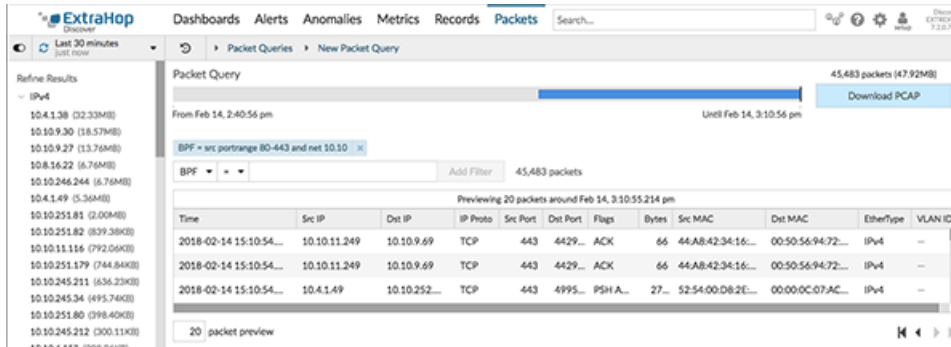 ExtraHop
Discover
Dashboards Alerts Anomalies Metrics Records Packets Search...
setup
Last 30 minutes
just now
Packet Queries New Packet Query
Refine Results
IPv4
10.4.1.38 (32.33MB)
10.10.9.30 (18.57MB)
10.10.9.27 (13.76MB)
10.8.16.22 (6.76MB)
10.10.246.244 (6.76MB)
10.4.1.49 (5.36MB)
10.10.251.81 (2.00MB)
10.10.251.82 (839.38KB)
10.10.11.116 (792.06KB)
10.10.251.179 (744.84KB)
10.10.245.211 (636.23KB)
10.10.245.34 (495.74KB)
10.10.251.80 (398.40KB)
10.10.245.212 (300.11KB)
Packet Query
45,483 packets (47.92MB)
Download PCAP
From Feb 14, 2:40:56 pm
Until Feb 14, 3:10:56 pm
BPF = src portrange 80-443 and net 10.10 ×
BPF = Add Filter 45,483 packets
Previewing 20 packets around Feb 14, 3:10:55.214 pm
Time Src IP Dst IP IP Proto Src Port Dst Port Flags Bytes Src MAC Dst MAC EtherType VLAN ID
2018-02-14 15:10:54.... 10.10.11.249 10.10.9.69 TCP 443 4429... ACK 66 44:A8:42:34:16:... 00:50:56:94:72:... IPv4 --
2018-02-14 15:10:54.... 10.10.11.249 10.10.9.69 TCP 443 4429... ACK 66 44:A8:42:34:16:... 00:50:56:94:72:... IPv4 --
2018-02-14 15:10:54.... 10.4.1.49 10.10.252.... TCP 443 4995... PSH A... 27... 52:54:00:D8:2E:... 00:00:0C:07:AC... IPv4 --
20 packet preview